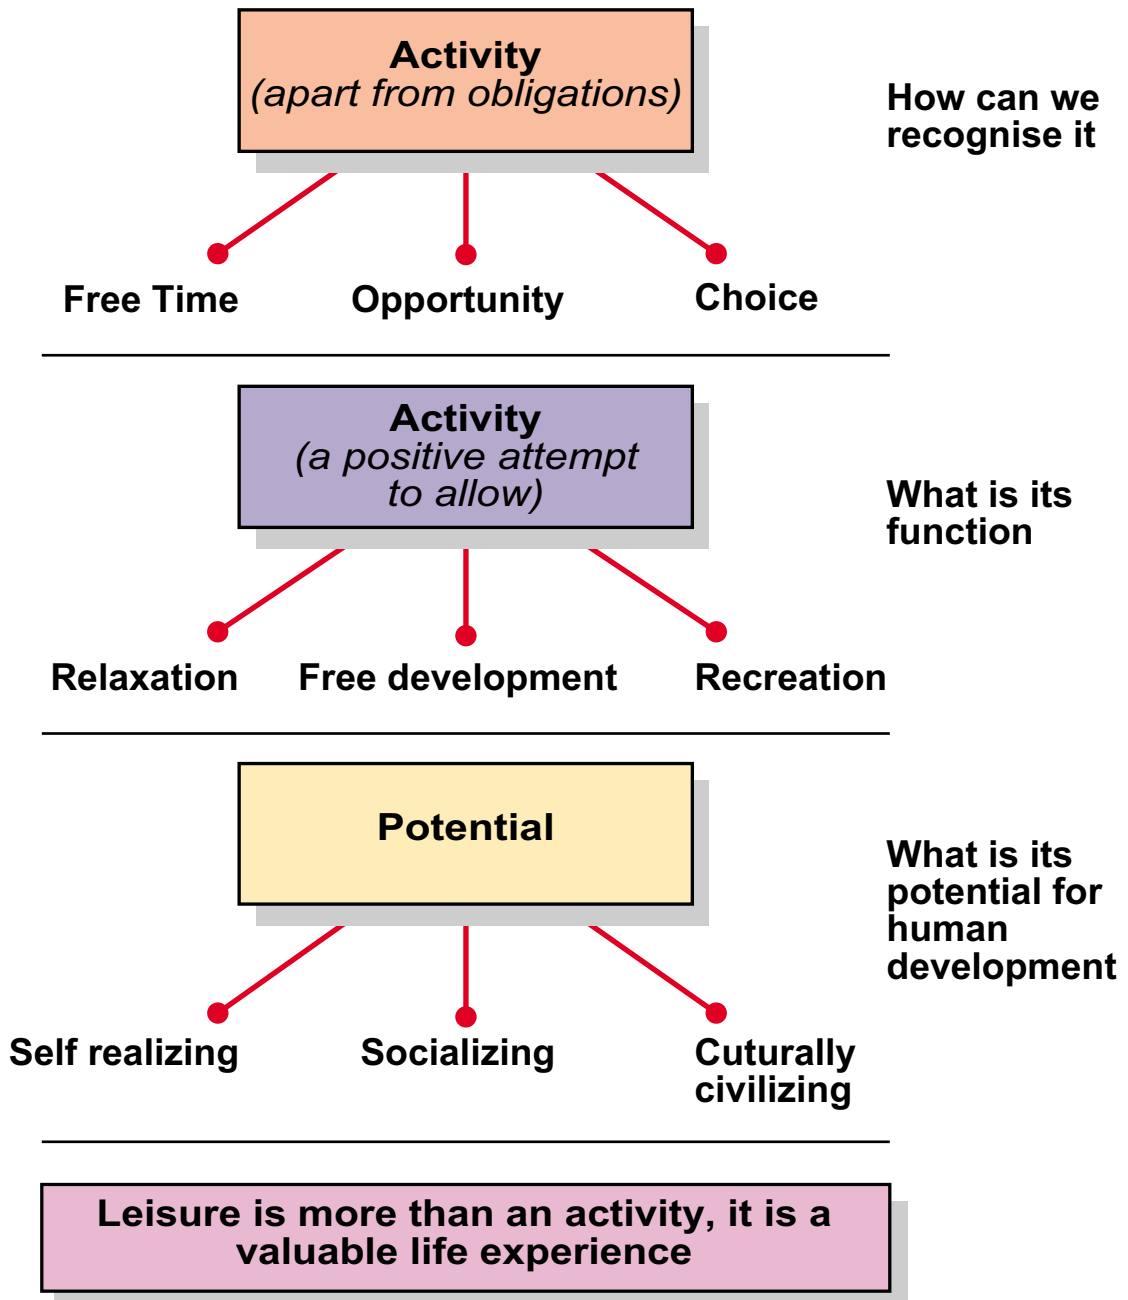 Activity
(apart from obligations)
How can we
recognise it
Free Time
Opportunity
Choice
Activity
(a positive attempt
to allow)
What is its
function
Relaxation
Free development
Recreation
Potential
What is its
potential for
human
development
Self realizing
Socializing
Cuturally
civilizing
Leisure is more than an activity, it is a
valuable life experience